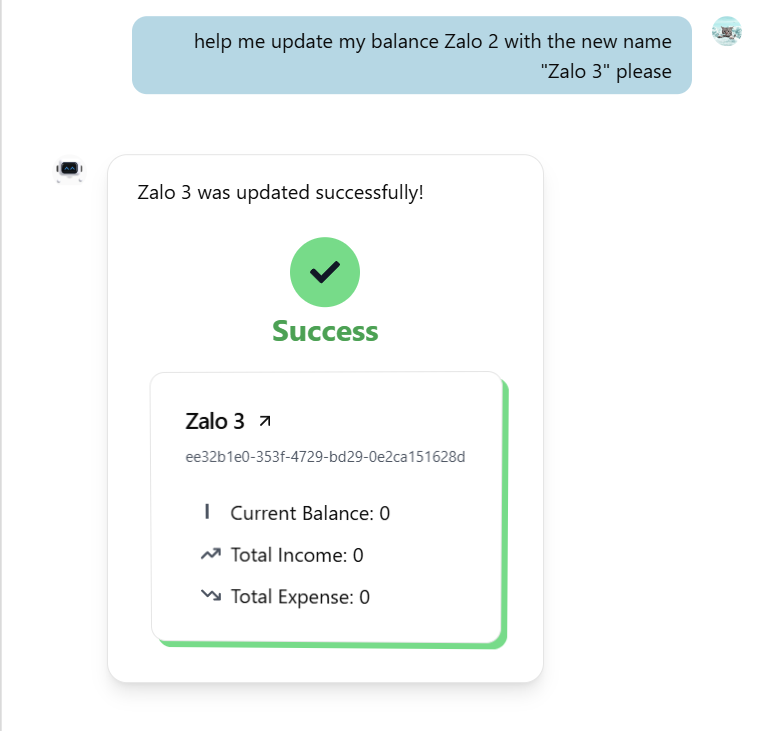 help me update my balance Zalo 2 with the new name
"Zalo 3" please
Zalo 3 was updated successfully!
Success
Zalo 3
ee32b1e0-353f-4729-bd29-0e2ca151628d
Current Balance: 0
Total Income: 0
Total Expense: 0